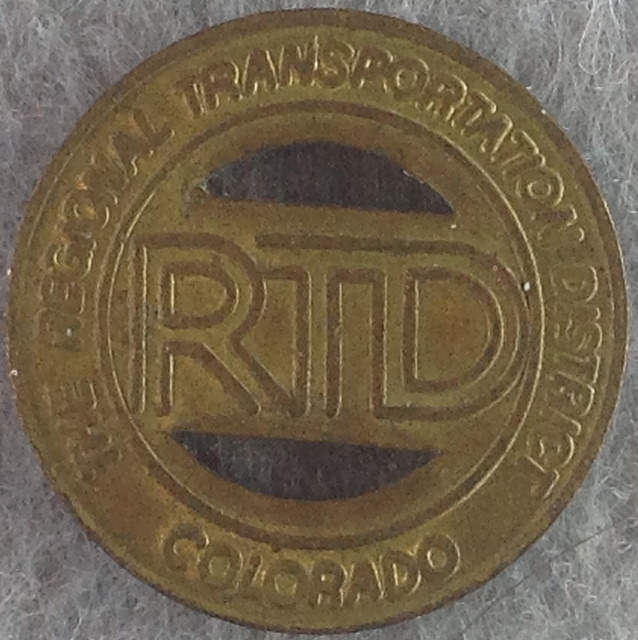 THE REGIONAL TRANSPORTATION DISTRICT
RTD
COLORADO